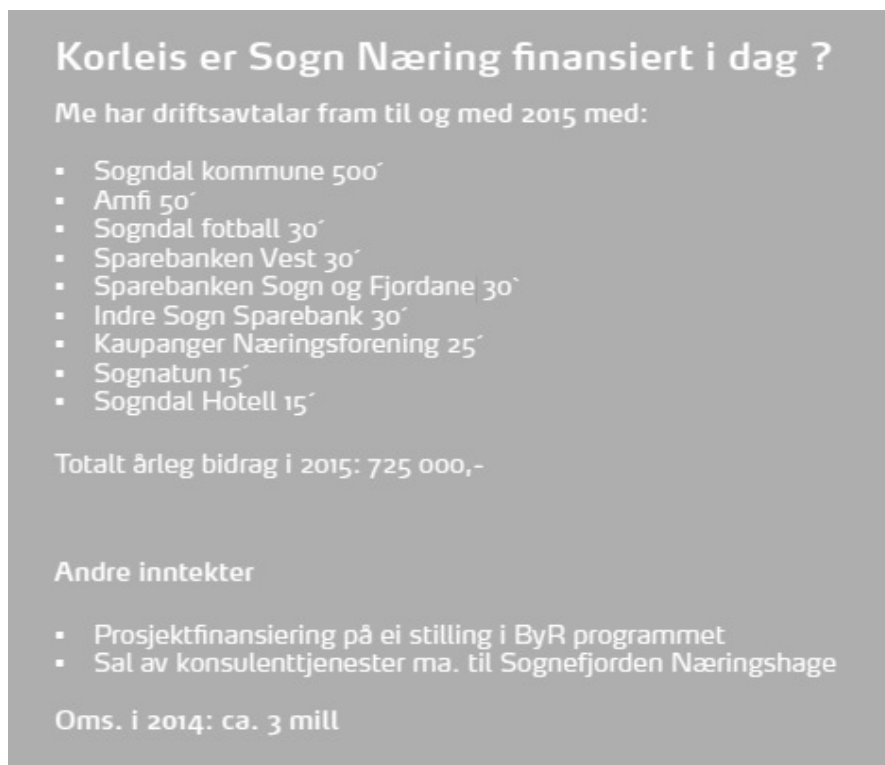 Korleis er Sogn Næring finansiert i dag ?
Me har driftsavtalar fram til og med 2015 med:
▪ Sogndal kommune 500´
▪ Amfi 50´
▪ Sogndal fotball 30´
▪ Sparebanken Vest 30´
▪ Sparebanken Sogn og Fjordane 30`
▪ Indre Sogn Sparebank 30´
▪ Kaupanger Næringsforening 25´
▪ Sognatun 15´
▪ Sogndal Hotell 15´
Totalt årleg bidrag i 2015: 725 000,-
Andre inntekter
▪ Prosjektfinansiering på ei stilling i ByR programmet
▪ Sal av konsulenttjenester ma. til Sognefjorden Næringshage
Oms. i 2014: ca. 3 mill